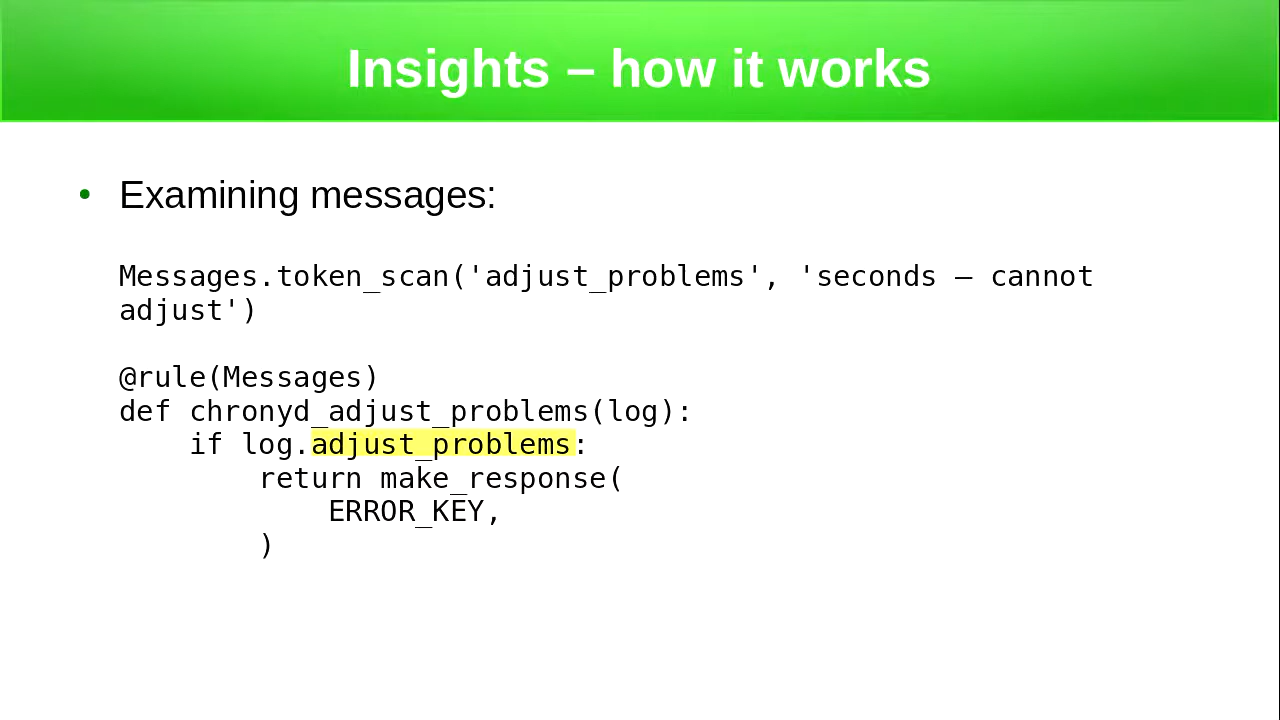 Insights – how it works
• Examining messages:
Messages.token_scan('adjust_problems', 'seconds – cannot
adjust')
@rule(Messages)
def chronyd_adjust_problems(log):
    if log.adjust_problems:
        return make_response(
            ERROR_KEY,
        )